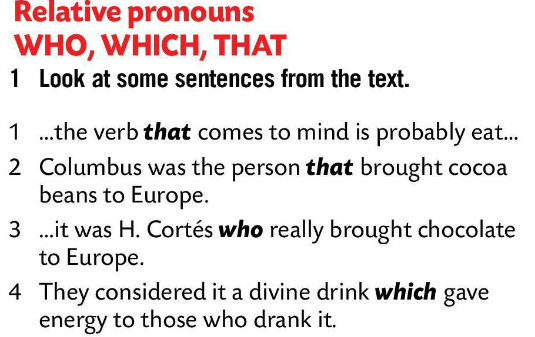 Relative pronouns
WHO, WHICH, THAT
1 Look at some sentences from the text.
1 ...the verb that comes to mind is probably eat...
2 Columbus was the person that brought cocoa
beans to Europe.
3 ...it was H. Cortés who really brought chocolate
to Europe.
4 They considered it a divine drink which gave
energy to those who drank it.